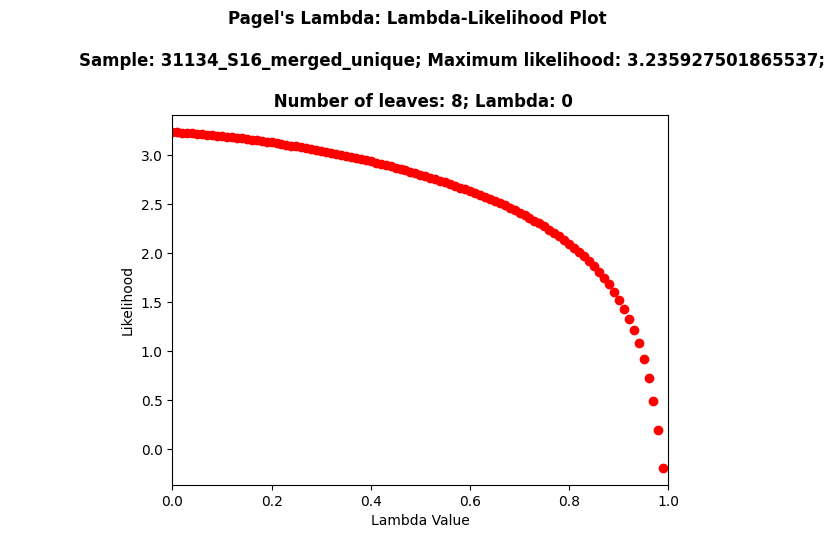 Pagel's Lambda: Lambda-Likelihood Plot
Sample: 31134_S16_merged_unique; Maximum likelihood: 3.235927501865537;
Number of leaves: 8; Lambda: 0
3.0
2.5
2.0
1.5
1.0
0.5
0.0
Likelihood
0.0 0.2 0.4 0.6 0.8 1.0
Lambda Value